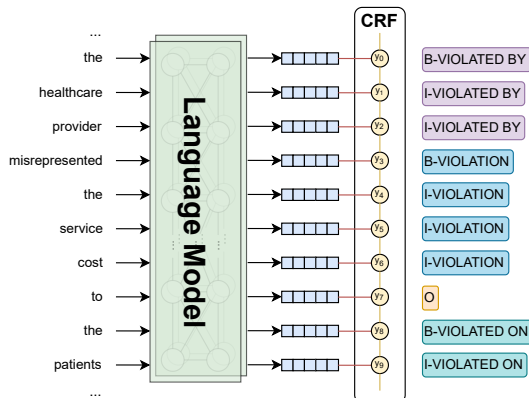 CRF
...
the y0 B-VIOLATED BY
healthcare y1 I-VIOLATED BY
provider y2 I-VIOLATED BY
misrepresented y3 B-VIOLATION
the y4 I-VIOLATION
service y5 I-VIOLATION
cost y6 I-VIOLATION
to y7 O
the y8 B-VIOLATED ON
patients y9 I-VIOLATED ON
...
Language Model